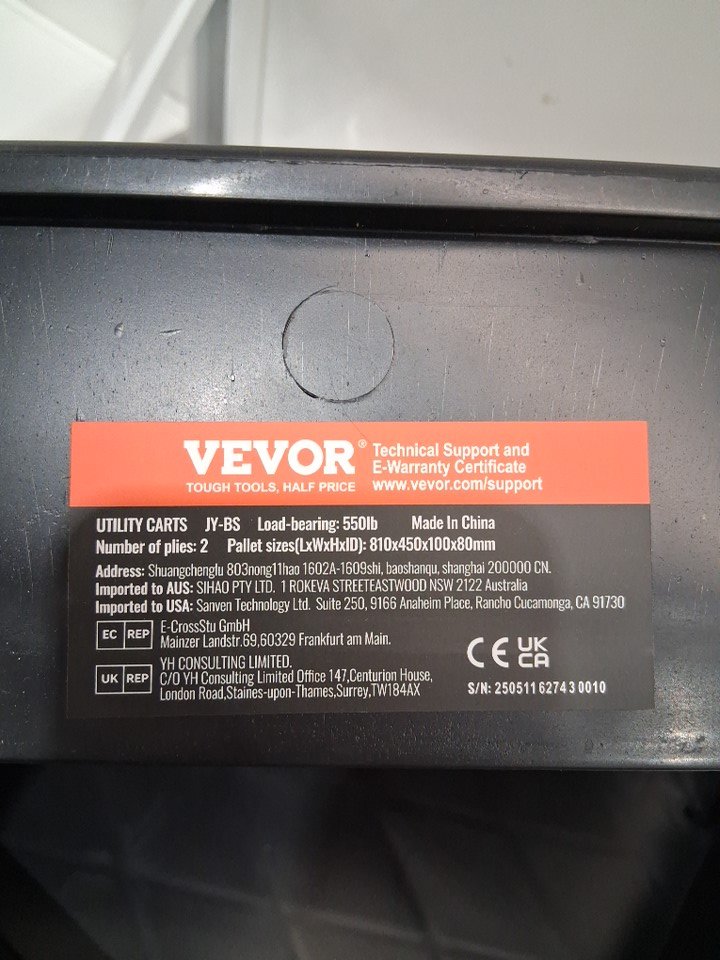 VEVOR®
TOUGH TOOLS, HALF PRICE
Technical Support and
E-Warranty Certificate
www.vevor.com/support
UTILITY CARTS JY-BS Load-bearing: 550lb Made In China
Number of plies: 2 Pallet sizes(LxWxHxID): 810x450x100x80mm
Address: Shuangchenglu 803nong11hao 1602A-1609shi, baoshanqu, shanghai 200000 CN.
Imported to AUS: SIHAO PTY LTD. 1 ROKEVA STREETEASTWOOD NSW 2122 Australia
Imported to USA: Sanven Technology Ltd. Suite 250, 9166 Anaheim Place, Rancho Cucamonga, CA 91730
EC REP
E-CrossStu GmbH
Mainzer Landstr.69,60329 Frankfurt am Main.
UK REP
YH CONSULTING LIMITED.
C/O YH Consulting Limited Office 147,Centurion House,
London Road,Staines-upon-Thames,Surrey,TW184AX
CE UK
CA
S/N: 25051162743 0010